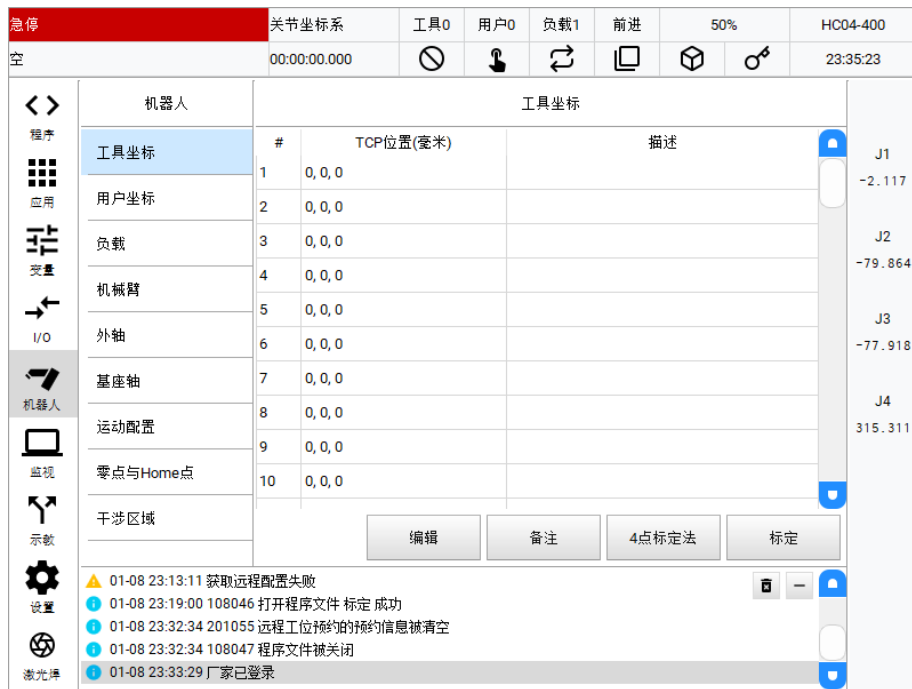 急停 关节坐标系 工具0 用户0 负载1 前进 50% HC04-400
空 00:00:00.000 23:35:23
机器人 工具坐标
程序
应用
变量
I/O
机器人
监视
示教
设置
激光焊
工具坐标
用户坐标
负载
机械臂
外轴
基座轴
运动配置
零点与Home点
干涉区域
# TCP位置(毫米) 描述
1 0, 0, 0
2 0, 0, 0
3 0, 0, 0
4 0, 0, 0
5 0, 0, 0
6 0, 0, 0
7 0, 0, 0
8 0, 0, 0
9 0, 0, 0
10 0, 0, 0
编辑 备注 4点标定法 标定
J1
-2.117
J2
-79.864
J3
-77.918
J4
315.311
01-08 23:13:11 获取远程配置失败
01-08 23:19:00 108046 打开程序文件 标定 成功
01-08 23:32:34 201055 远程工位预约的预约信息被清空
01-08 23:32:34 108047 程序文件被关闭
01-08 23:33:29 厂家已登录